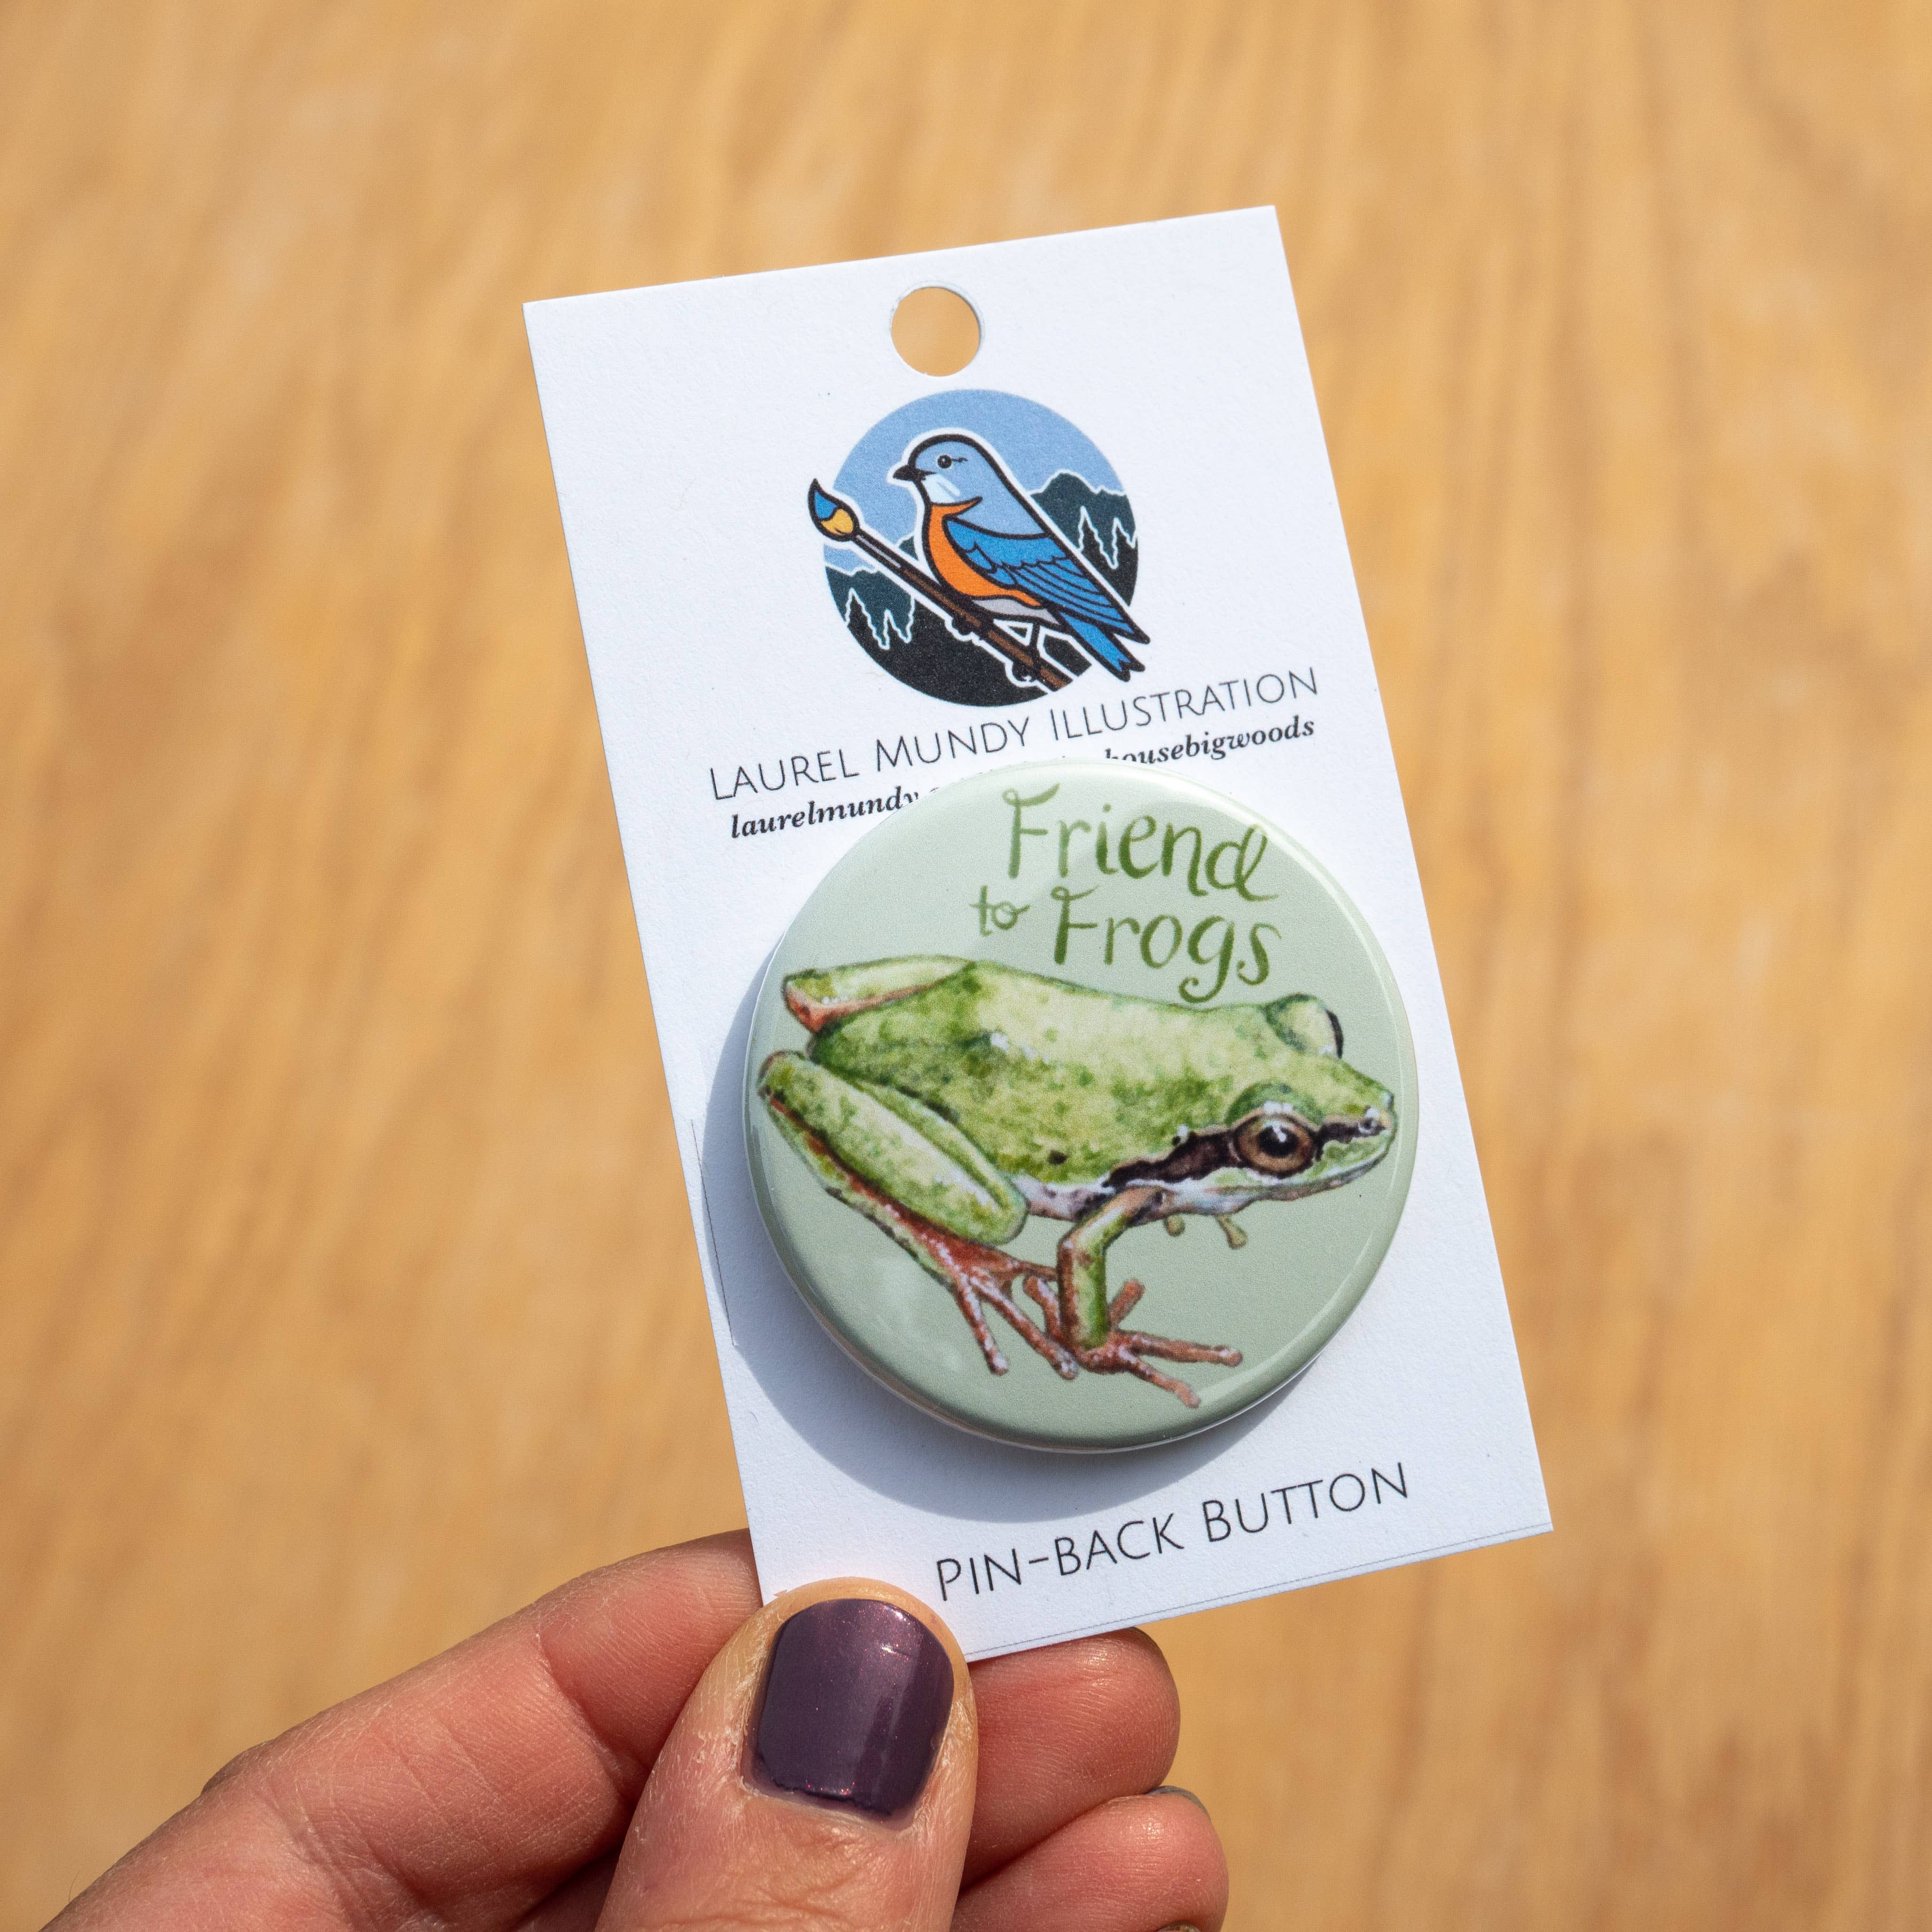 LAUREL MUNDY ILLUSTRATION
laurelmundy housebigwoods
Friend
to Frogs
PIN-BACK BUTTON